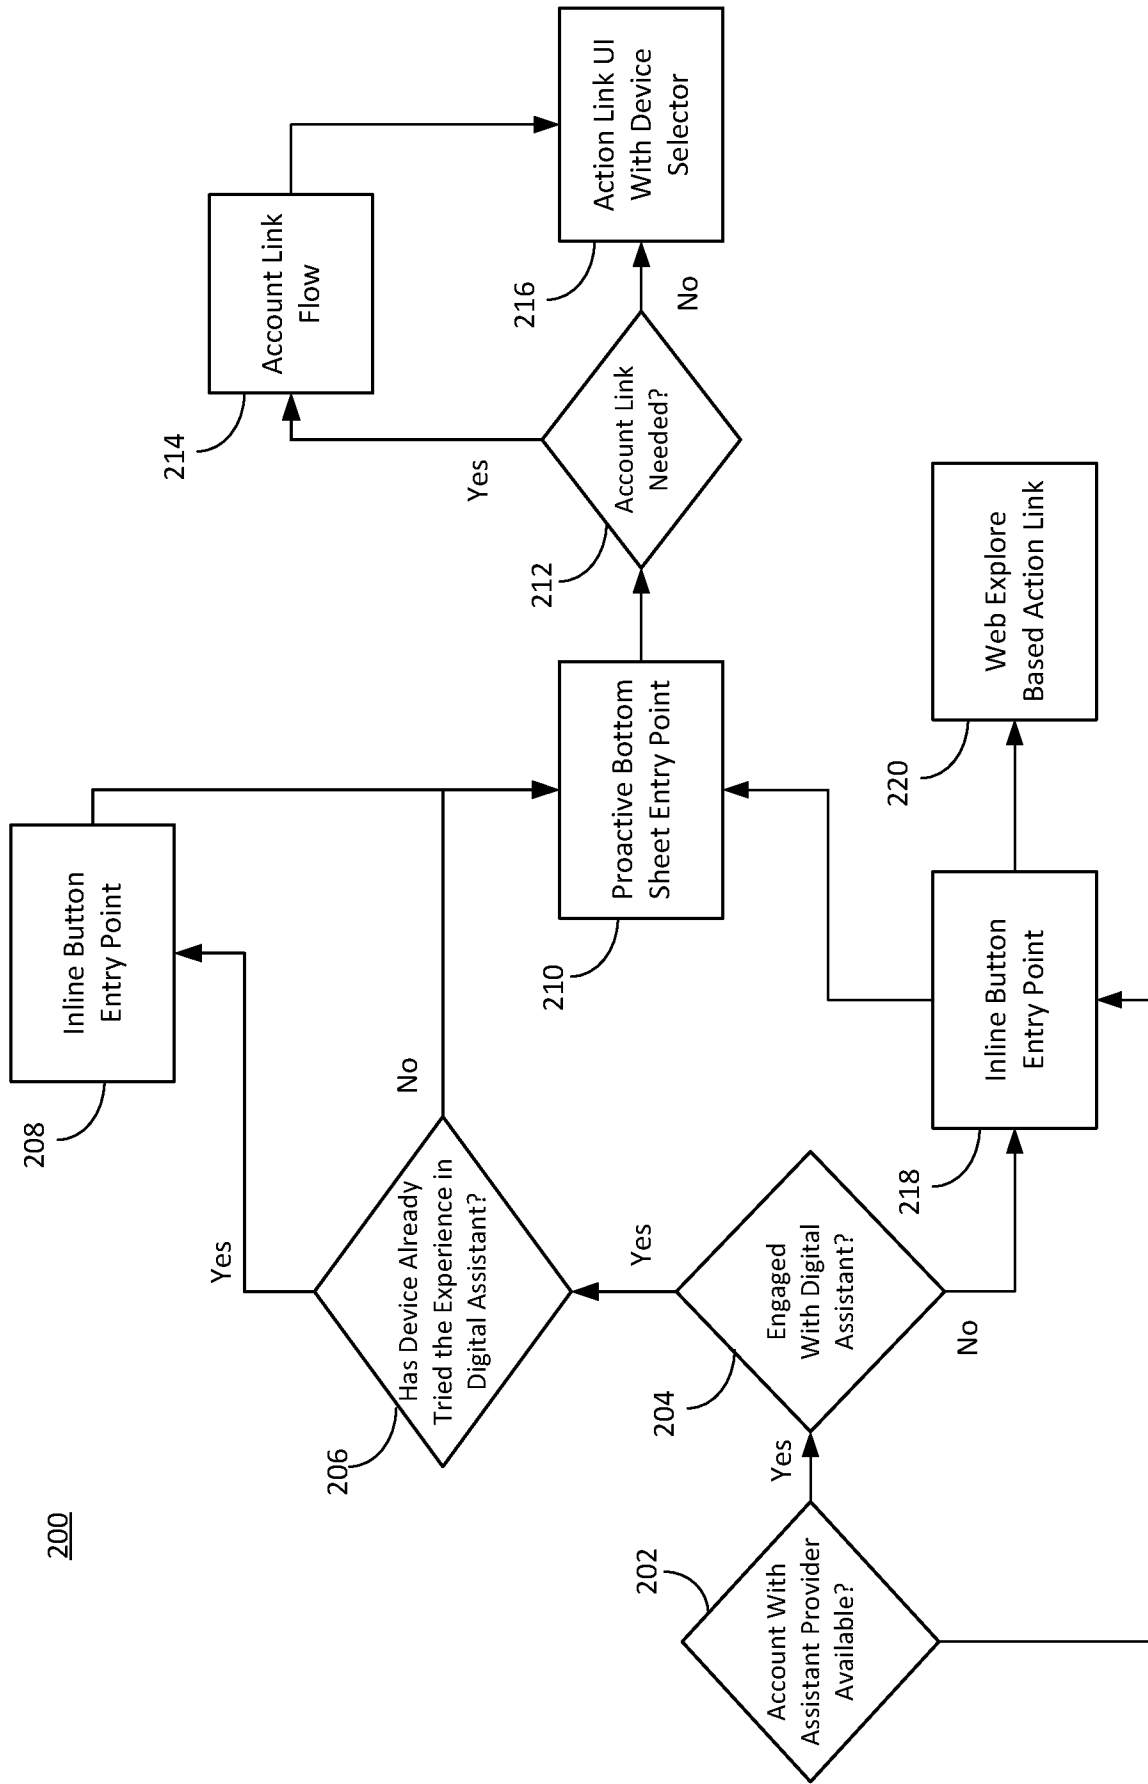 200
202
Account With
Assistant Provider
Available?
Yes
204
Engaged
With Digital
Assistant?
Yes
No
206
Has Device Already
Tried the Experience in
Digital Assistant?
Yes
No
208
Inline Button
Entry Point
210
Proactive Bottom
Sheet Entry Point
212
Account Link
Needed?
Yes
No
214
Account Link
Flow
216
Action Link UI
With Device
Selector
218
Inline Button
Entry Point
220
Web Explore
Based Action Link